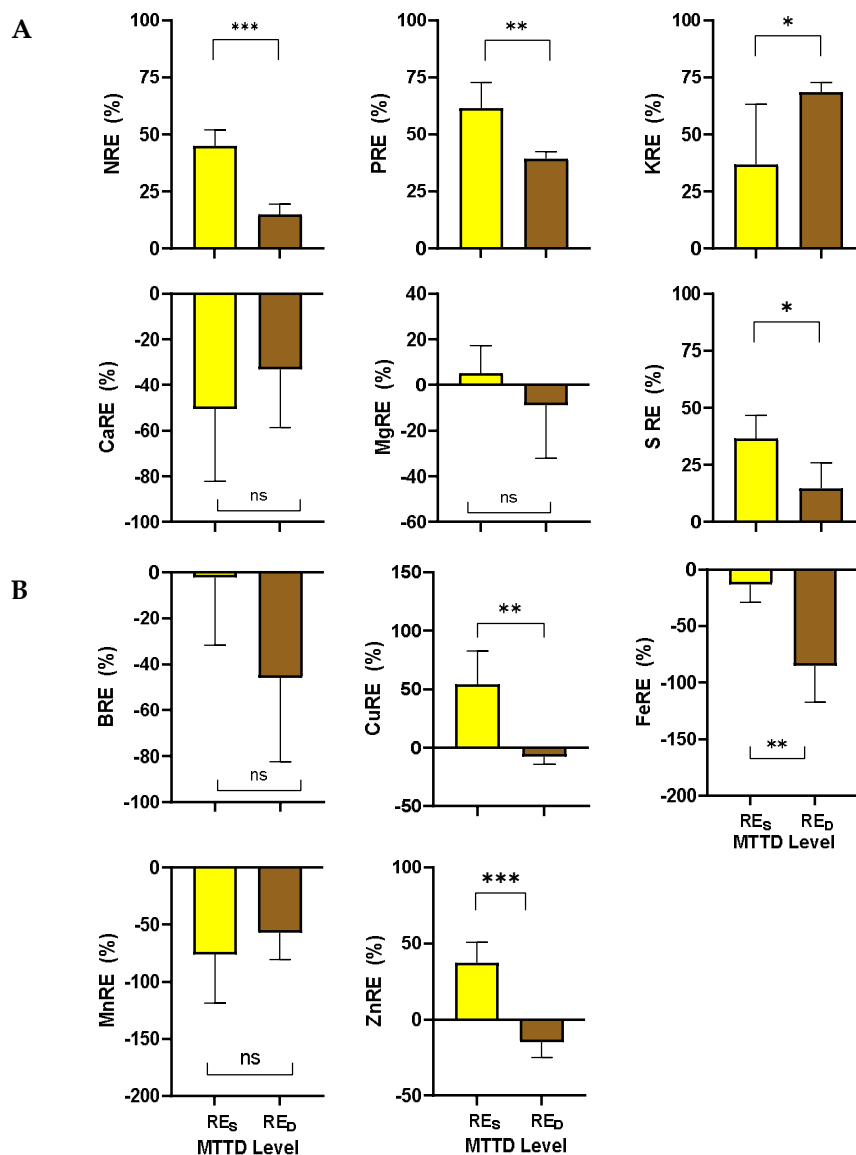 A
NRE (%)
100
75
50
25
0
***
PRE (%)
100
75
50
25
0
**
KRE (%)
100
75
50
25
0
*
CaRE (%)
0
-20
-40
-60
-80
-100
ns
MgRE (%)
40
20
0
-20
-40
-60
ns
S RE (%)
100
75
50
25
0
*
B
BRE (%)
0
-20
-40
-60
-80
-100
ns
CuRE (%)
150
100
50
0
-50
**
FeRE (%)
0
-50
-100
-150
-200
**
RES RED
MTTD Level
MnRE (%)
0
-50
-100
-150
-200
ns
RES RED
MTTD Level
ZnRE (%)
100
50
0
-50
***
RES RED
MTTD Level